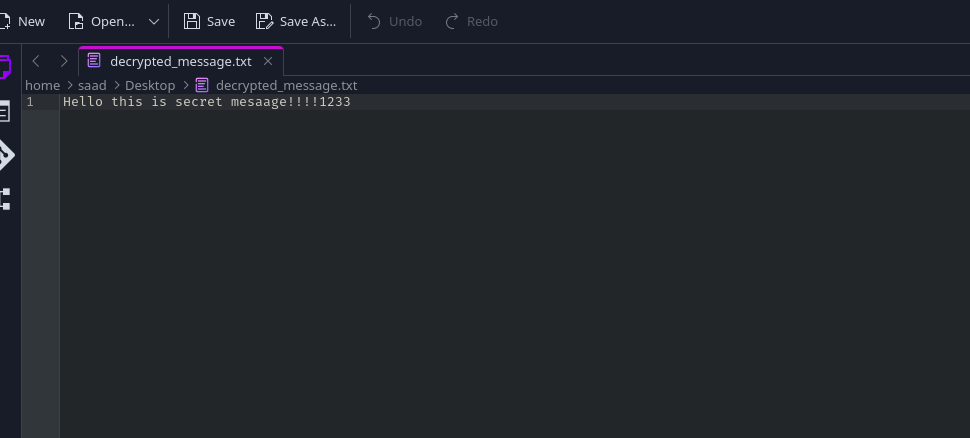 New Open... Save Save As... Undo Redo
decrypted_message.txt
home saad Desktop decrypted_message.txt
1 Hello this is secret mesaage!!!!1233